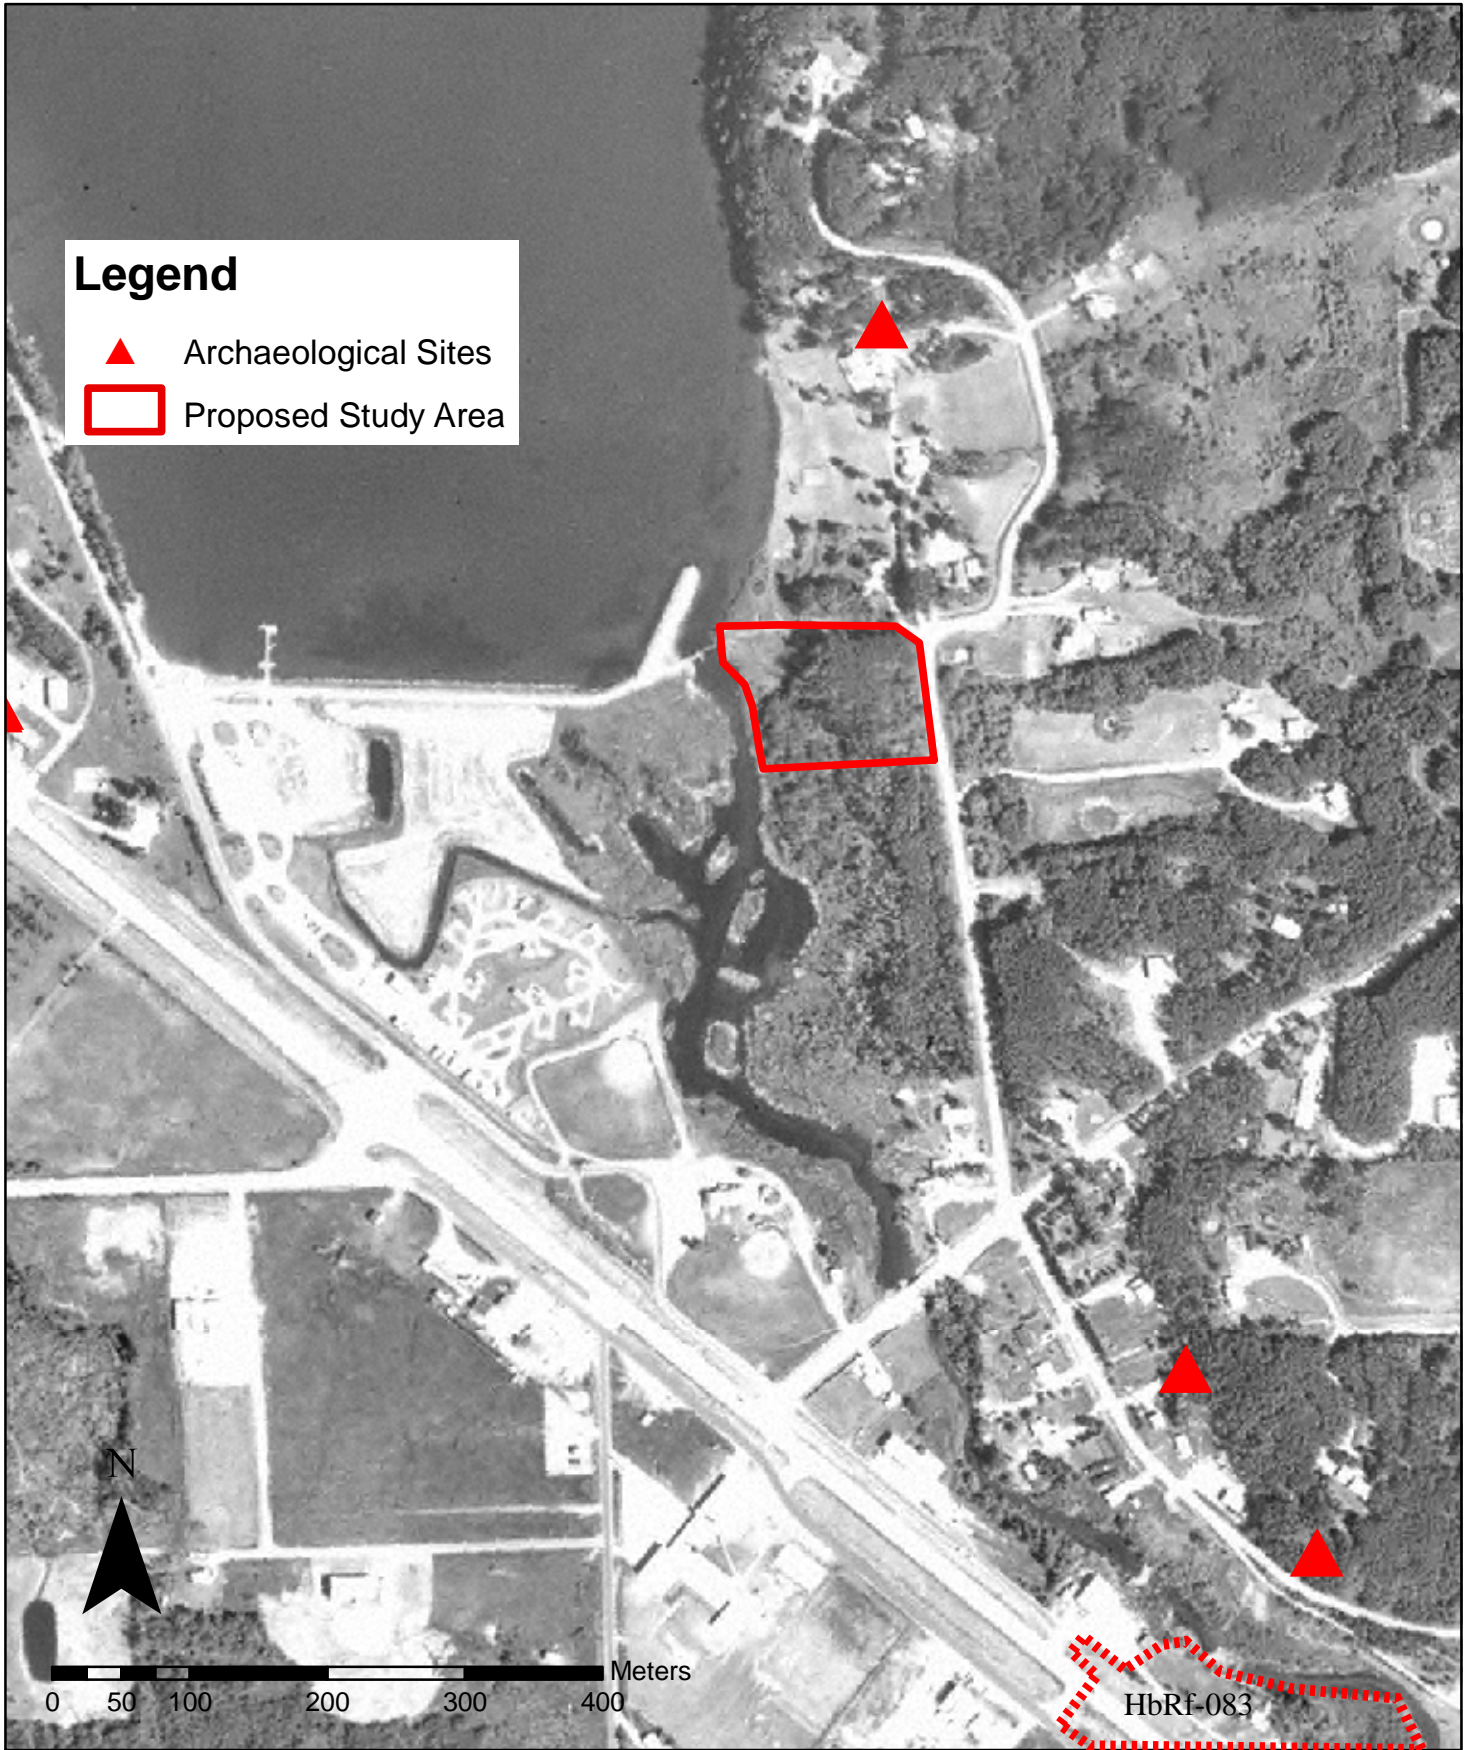 Legend
Archaeological Sites
Proposed Study Area
N
Meters
0 50 100 200 300 400
HbRf-083